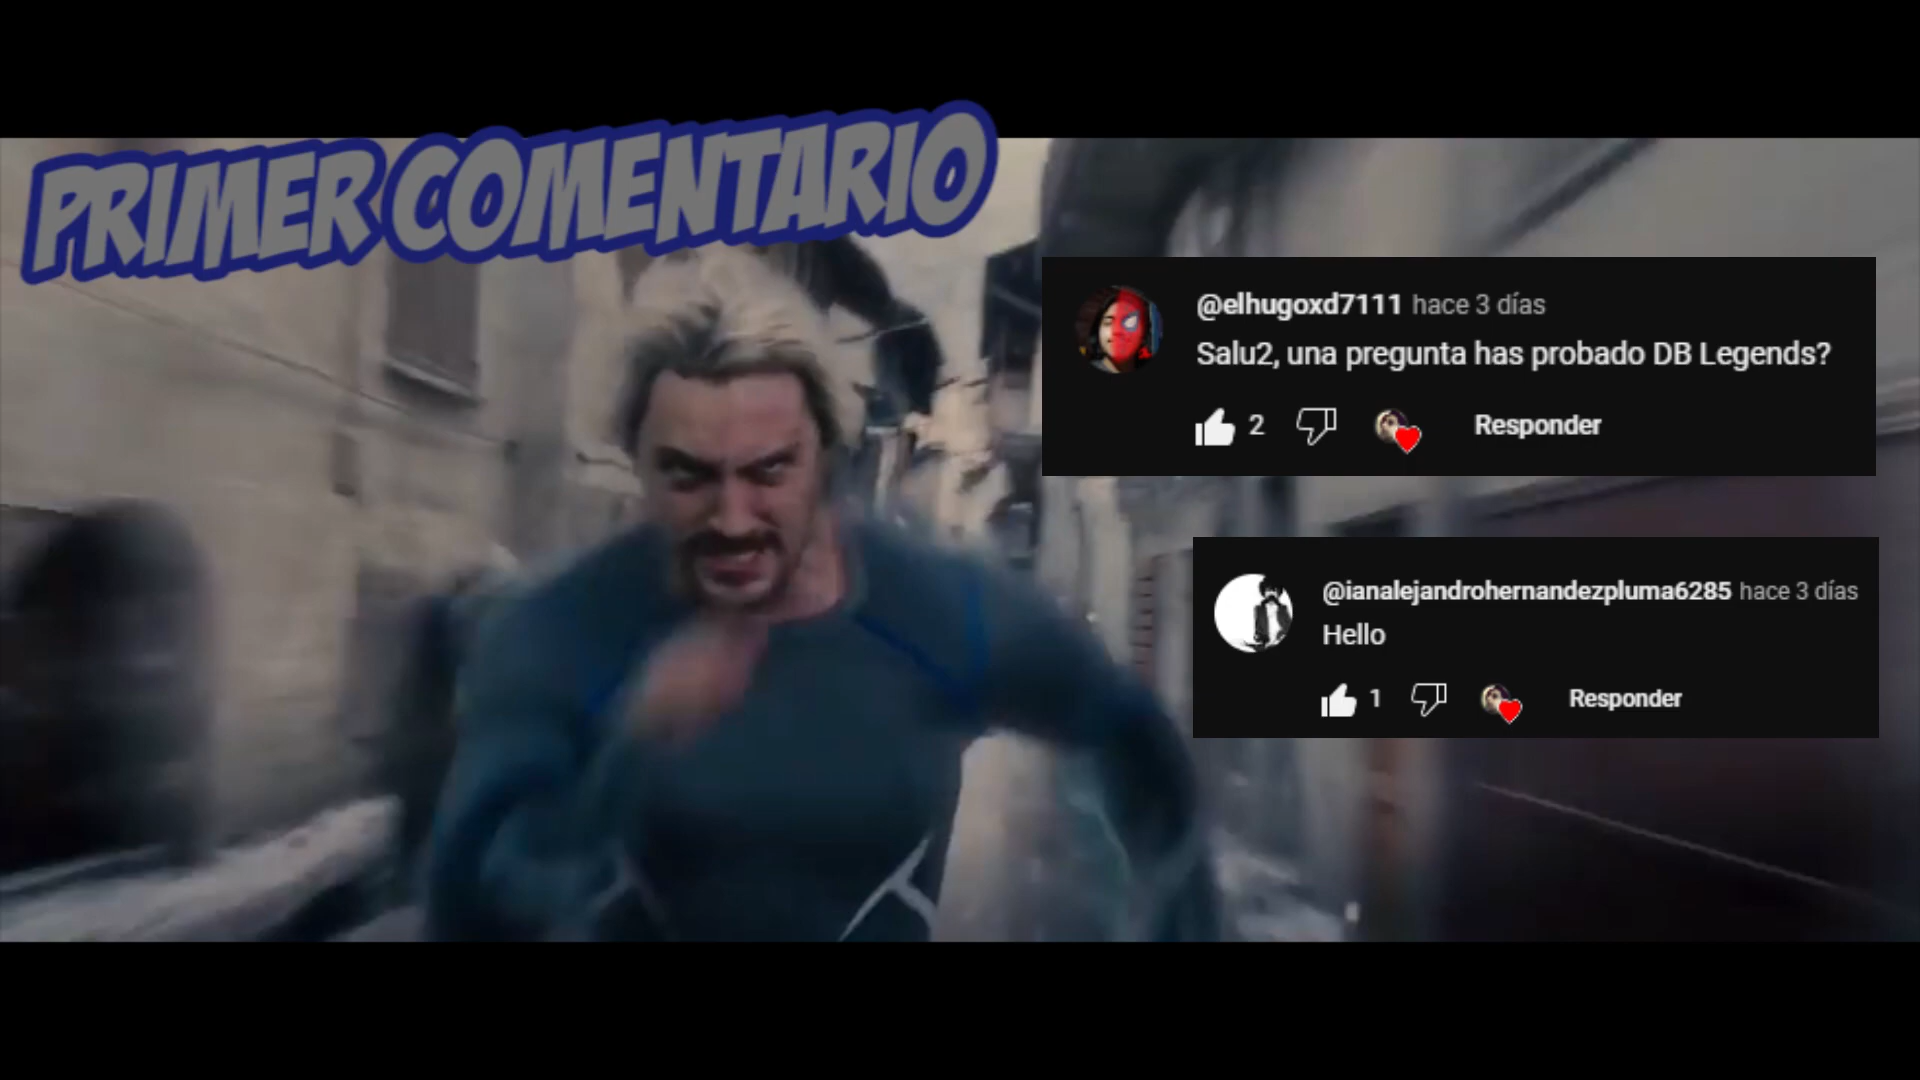 PRIMER COMENTARIO
@elhugoxd7111 hace 3 días
Salu2, una pregunta has probado DB Legends?
2 Responder
@ianalejandrohernandezpluma6285 hace 3 días
Hello
1 Responder